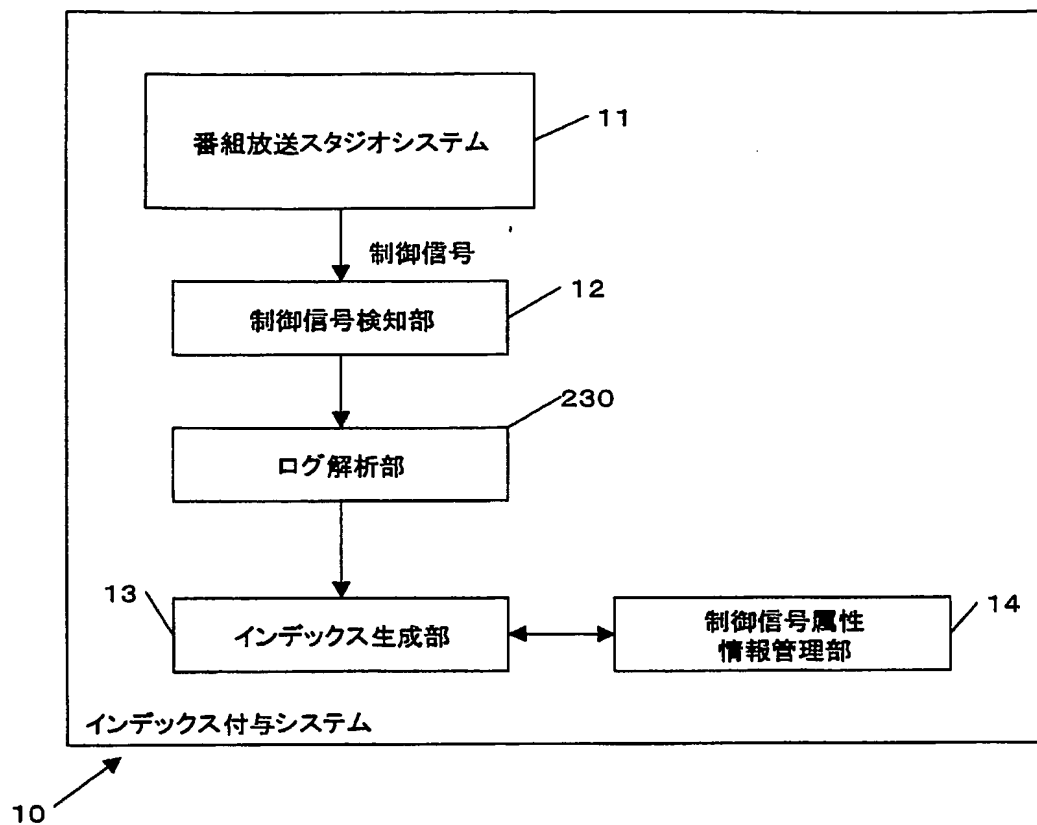 番組放送スタジオシステム
11
制御信号
制御信号検知部
12
230
ログ解析部
13
インデックス生成部
制御信号属性
情報管理部
14
インデックス付与システム
10